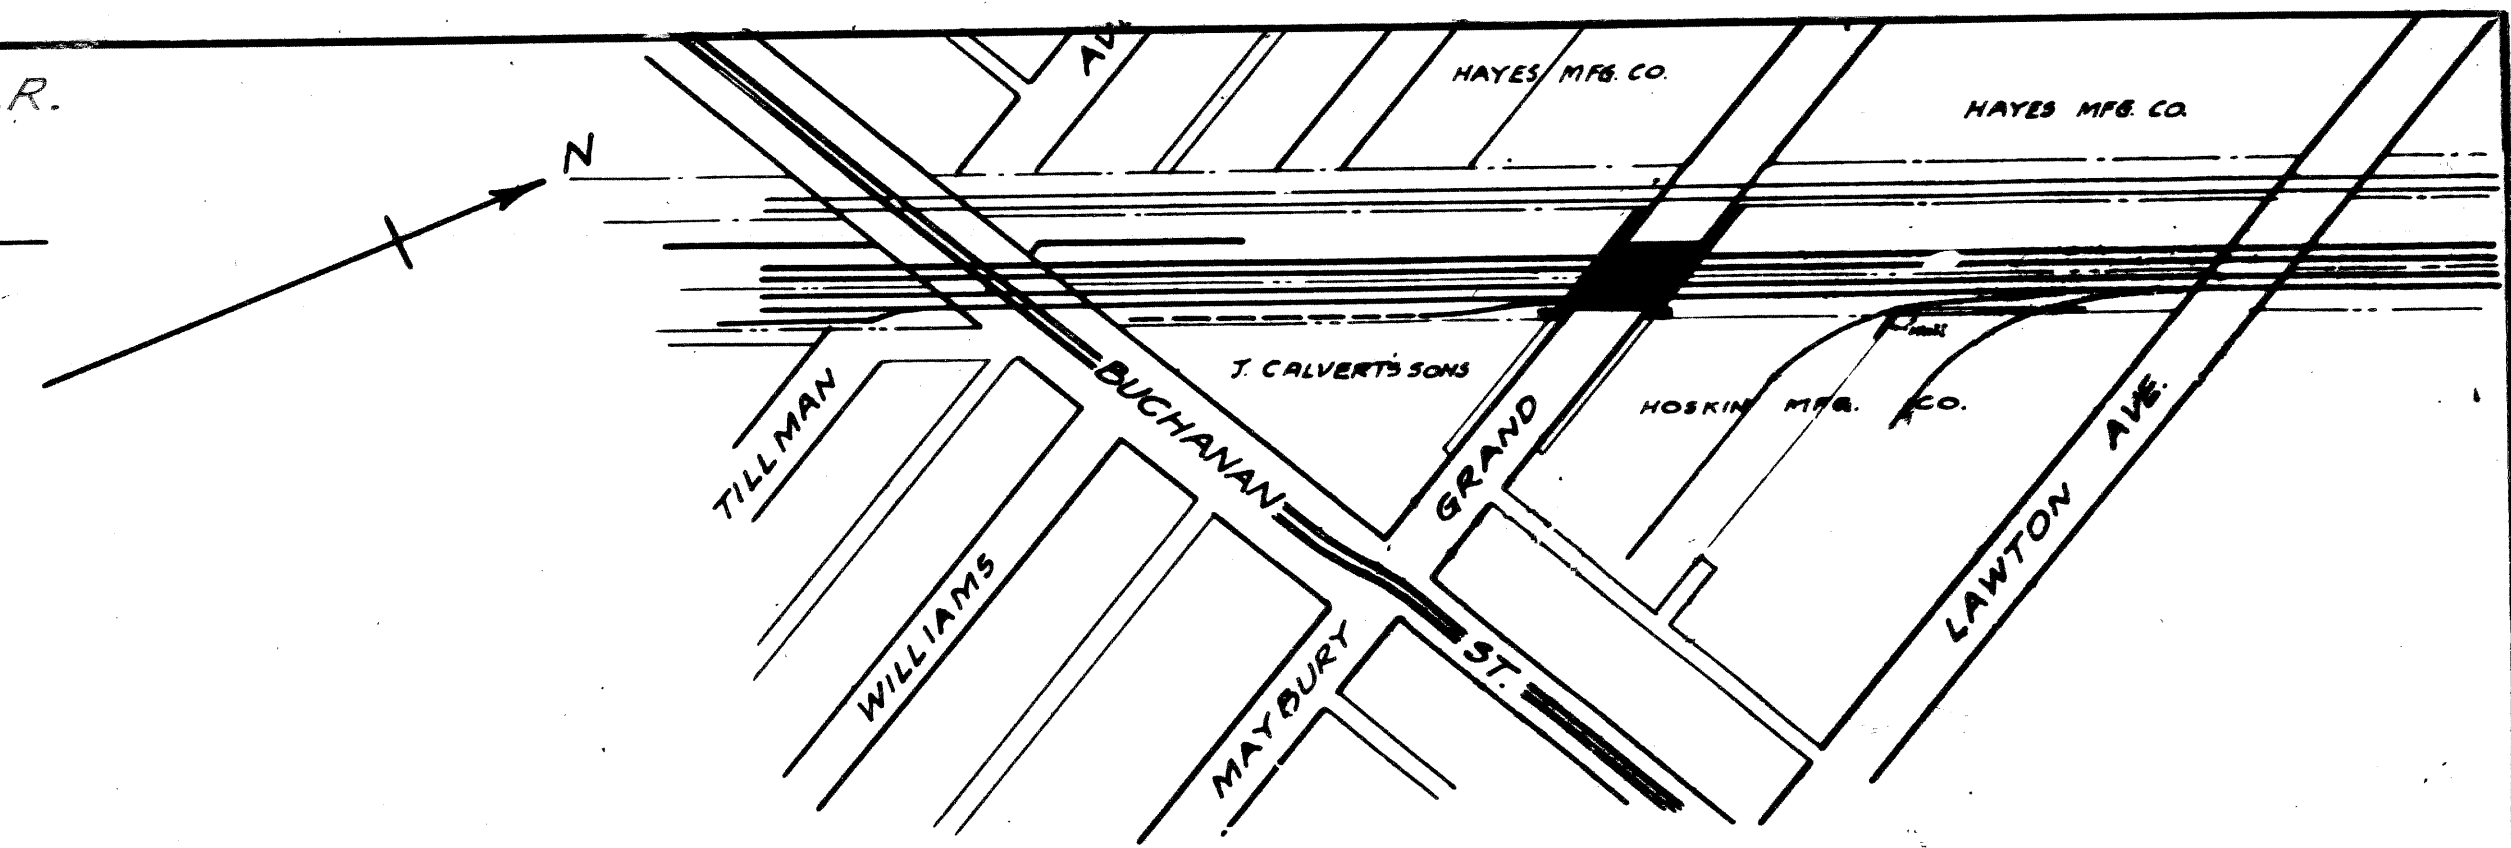 R.
N
AV
HAYES MFG. CO.
HAYES MFG. CO.
J. CALVERT'S SONS
HOSKIN MFG. CO.
TILLMAN
BUCHANAN ST.
GRAND
LAWTON AVE.
WILLIAMS
MAYBURY